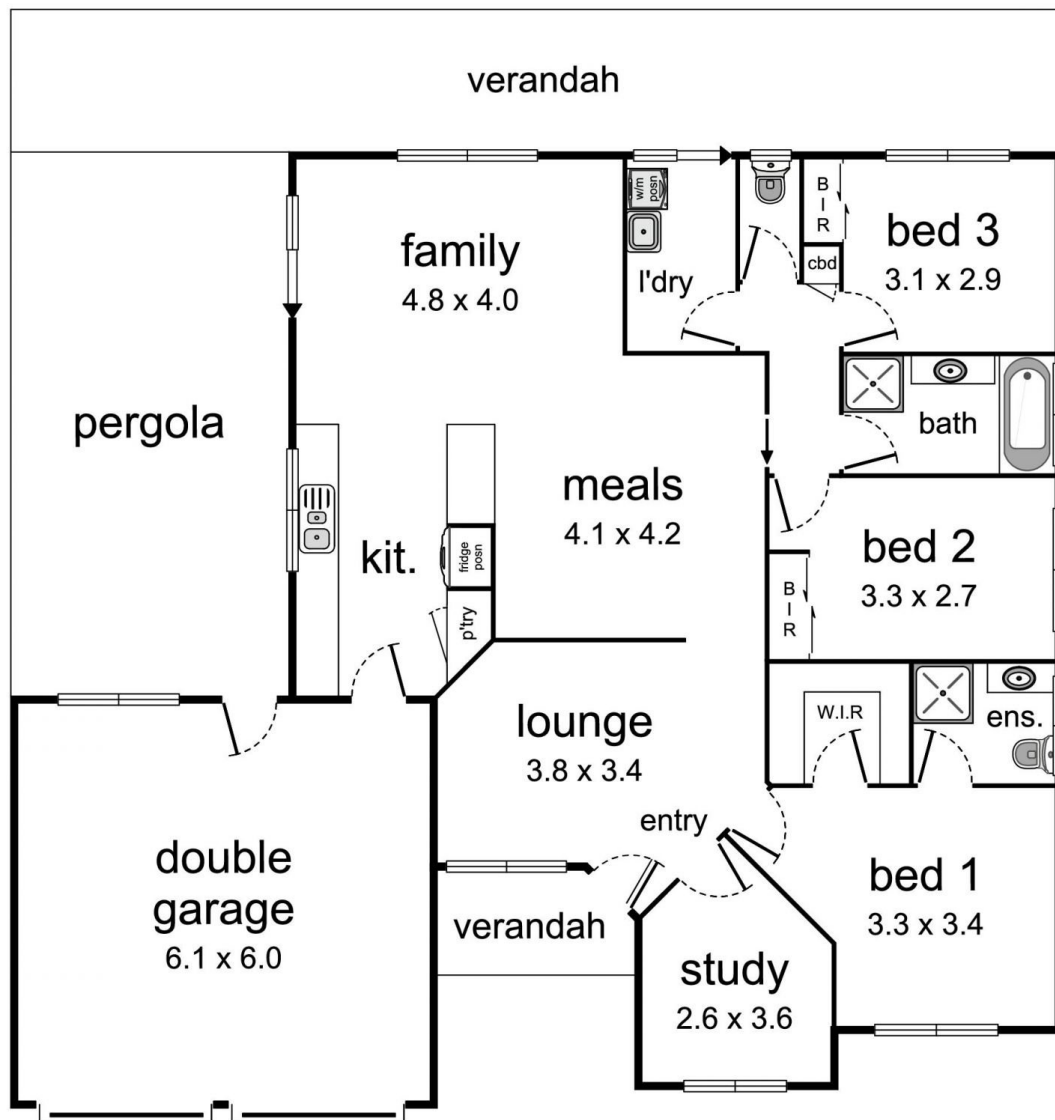 verandah
family
4.8 x 4.0
w/m
posn
l'dry
B
I
R
cbd
bed 3
3.1 x 2.9
pergola
bath
meals
4.1 x 4.2
kit.
fridge
posn
p'try
bed 2
3.3 x 2.7
B
I
R
lounge
3.8 x 3.4
W.I.R
ens.
entry
double
garage
6.1 x 6.0
verandah
study
2.6 x 3.6
bed 1
3.3 x 3.4